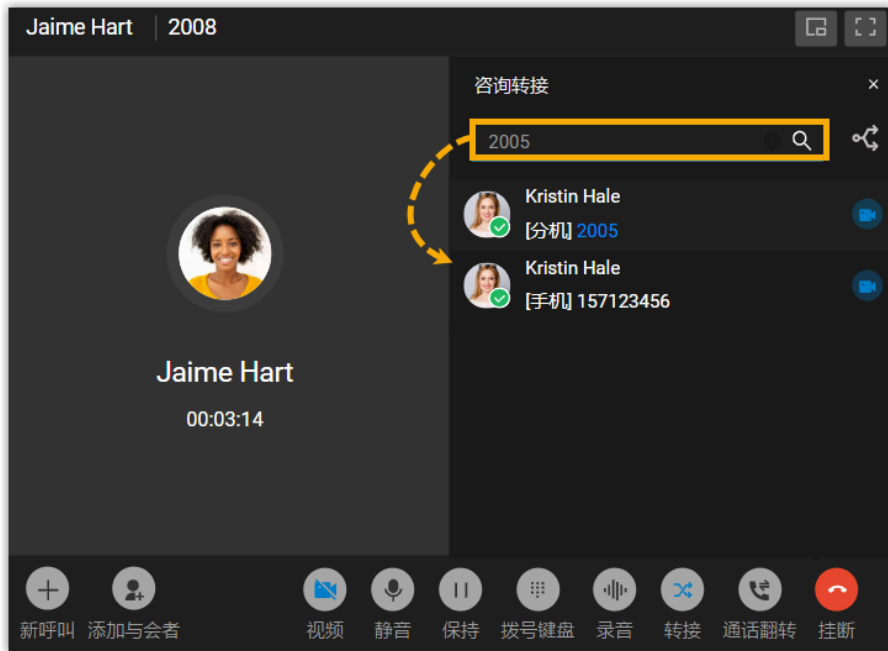 Jaime Hart 2008
咨询转接
2005
Kristin Hale
[分机] 2005
Kristin Hale
[手机] 157123456
Jaime Hart
00:03:14
新呼叫 添加与会者 视频 静音 保持 拨号键盘 录音 转接 通话翻转 挂断